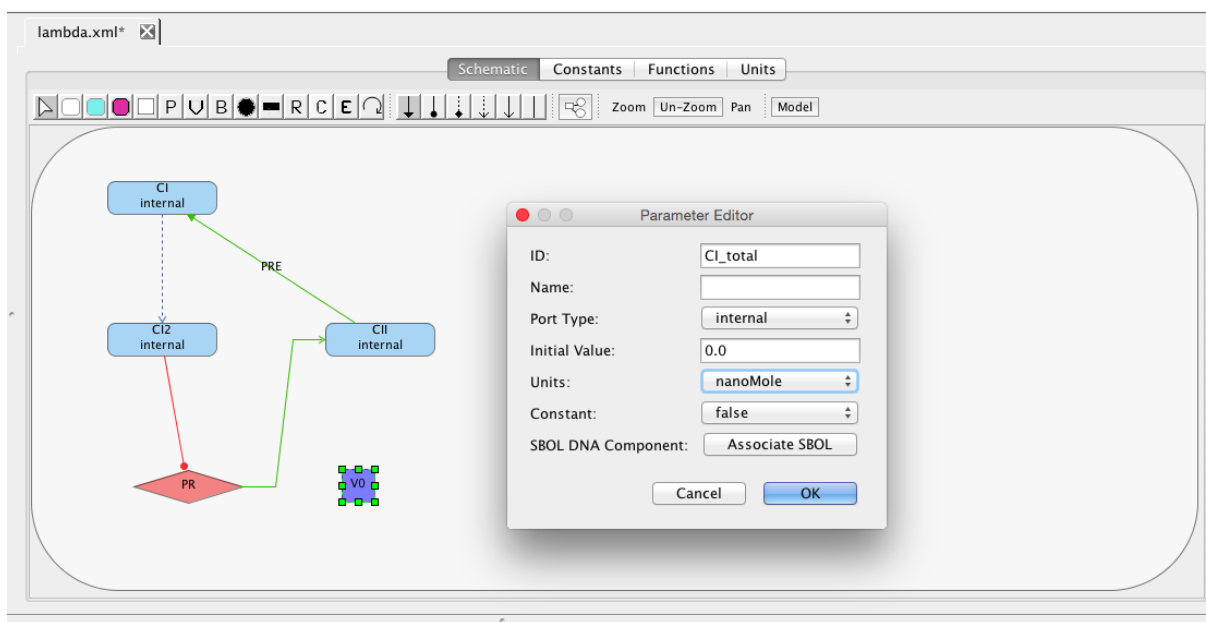 lambda.xml*
Schematic Constants Functions Units
P V B R C E Zoom Un-Zoom Pan Model
CI
internal
PRE
CI2
internal
CII
internal
PR
V0
Parameter Editor
ID: CI_total
Name:
Port Type: internal
Initial Value: 0.0
Units: nanoMole
Constant: false
SBOL DNA Component: Associate SBOL
Cancel OK